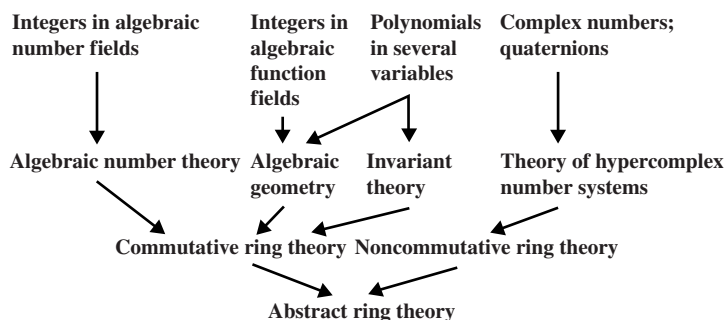 Integers in algebraic
number fields
Integers in
algebraic
function
fields
Polynomials
in several
variables
Complex numbers;
quaternions
Algebraic number theory
Algebraic
geometry
Invariant
theory
Theory of hypercomplex
number systems
Commutative ring theory
Noncommutative ring theory
Abstract ring theory